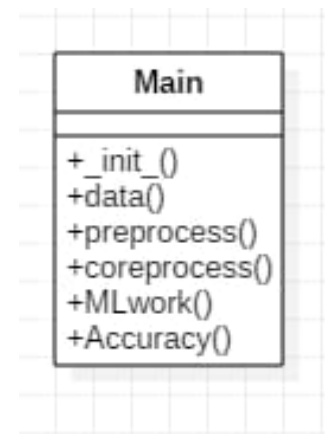 Main
+_init_()
+data()
+preprocess()
+coreprocess()
+MLwork()
+Accuracy()